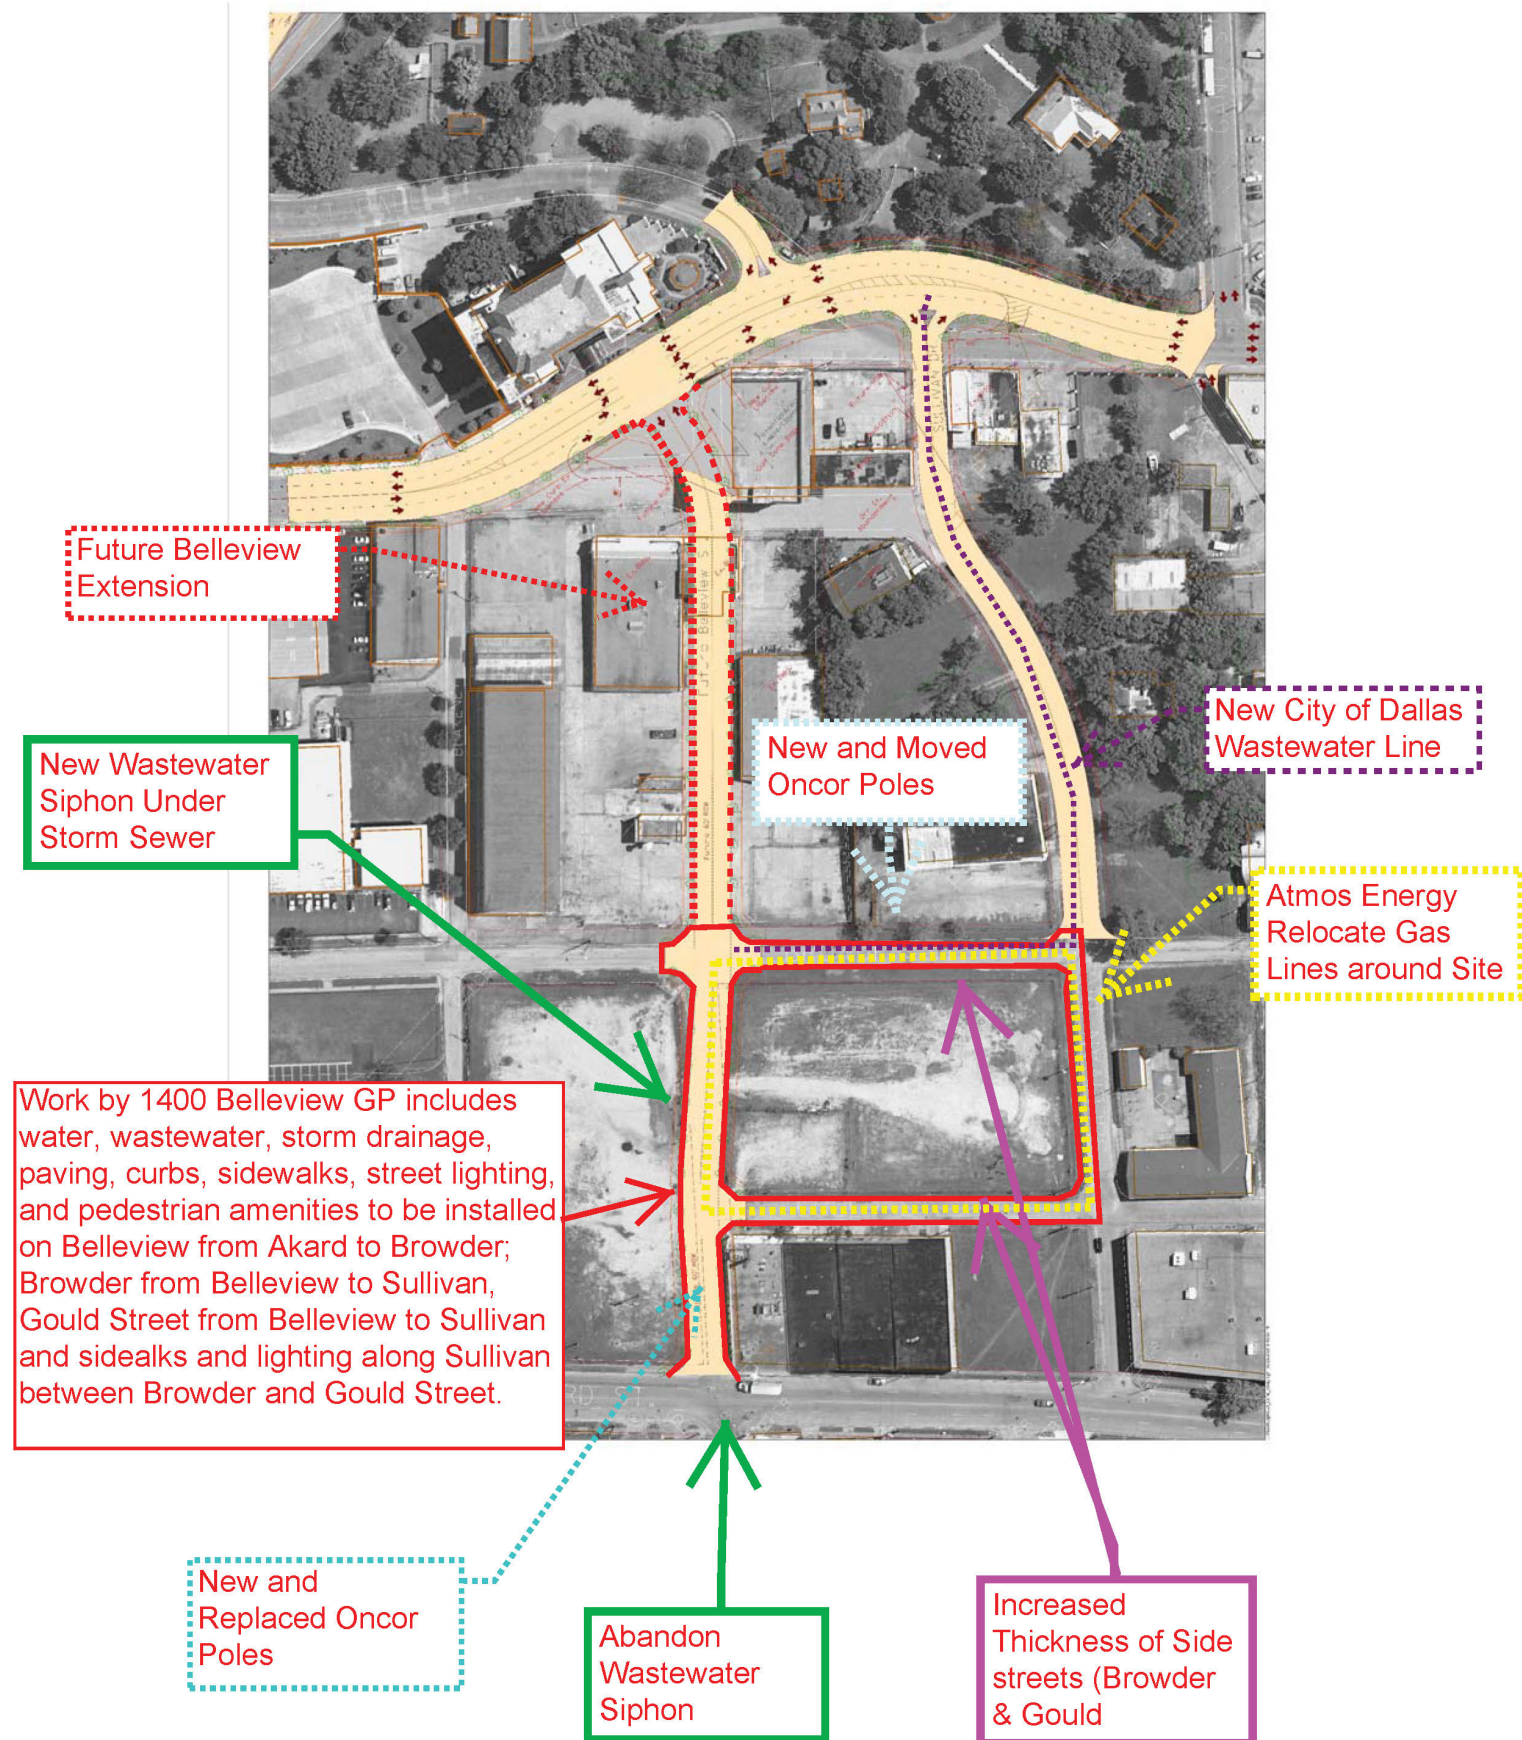 Future Belleview
Extension
New City of Dallas
Wastewater Line
New and Moved
Oncor Poles
New Wastewater
Siphon Under
Storm Sewer
Atmos Energy
Relocate Gas
Lines around Site
Work by 1400 Belleview GP includes
water, wastewater, storm drainage,
paving, curbs, sidewalks, street lighting,
and pedestrian amenities to be installed
on Belleview from Akard to Browder;
Browder from Belleview to Sullivan,
Gould Street from Belleview to Sullivan
and sidealks and lighting along Sullivan
between Browder and Gould Street.
New and
Replaced Oncor
Poles
Abandon
Wastewater
Siphon
Increased
Thickness of Side
streets (Browder
& Gould